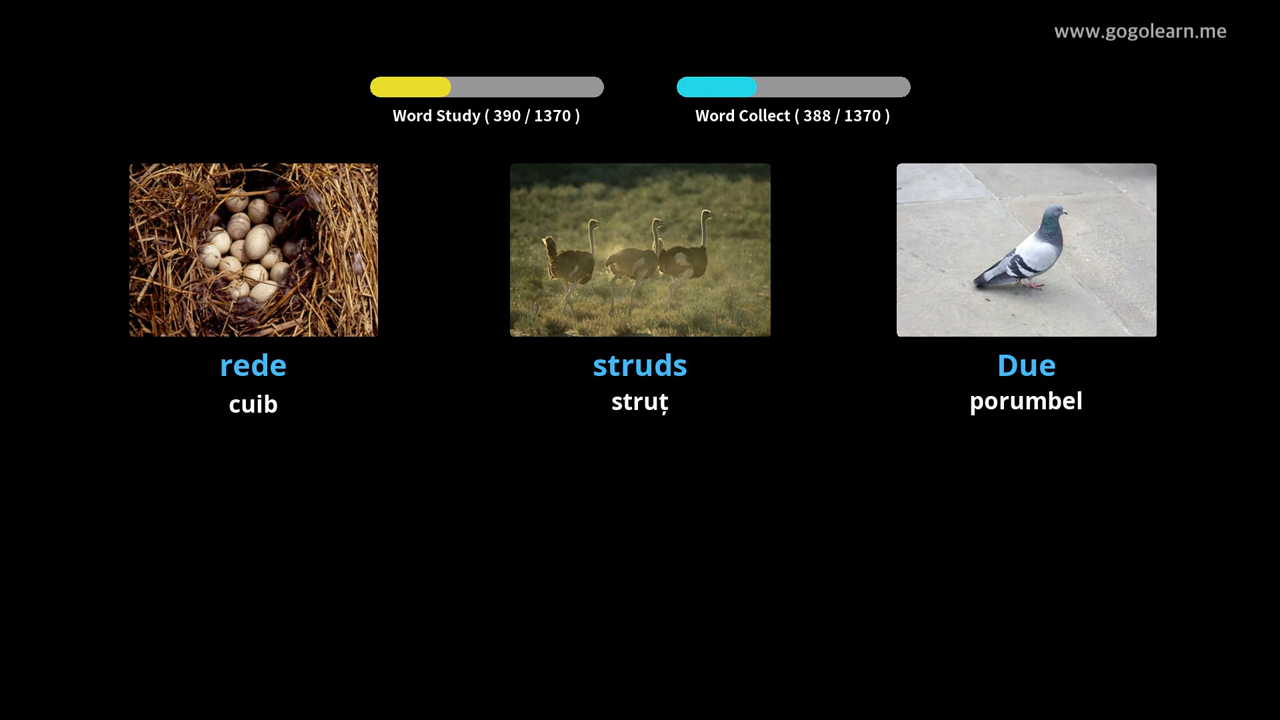 www.gogolearn.me
Word Study ( 390 / 1370 )
Word Collect ( 388 / 1370 )
rede
cuib
struds
struț
Due
porumbel